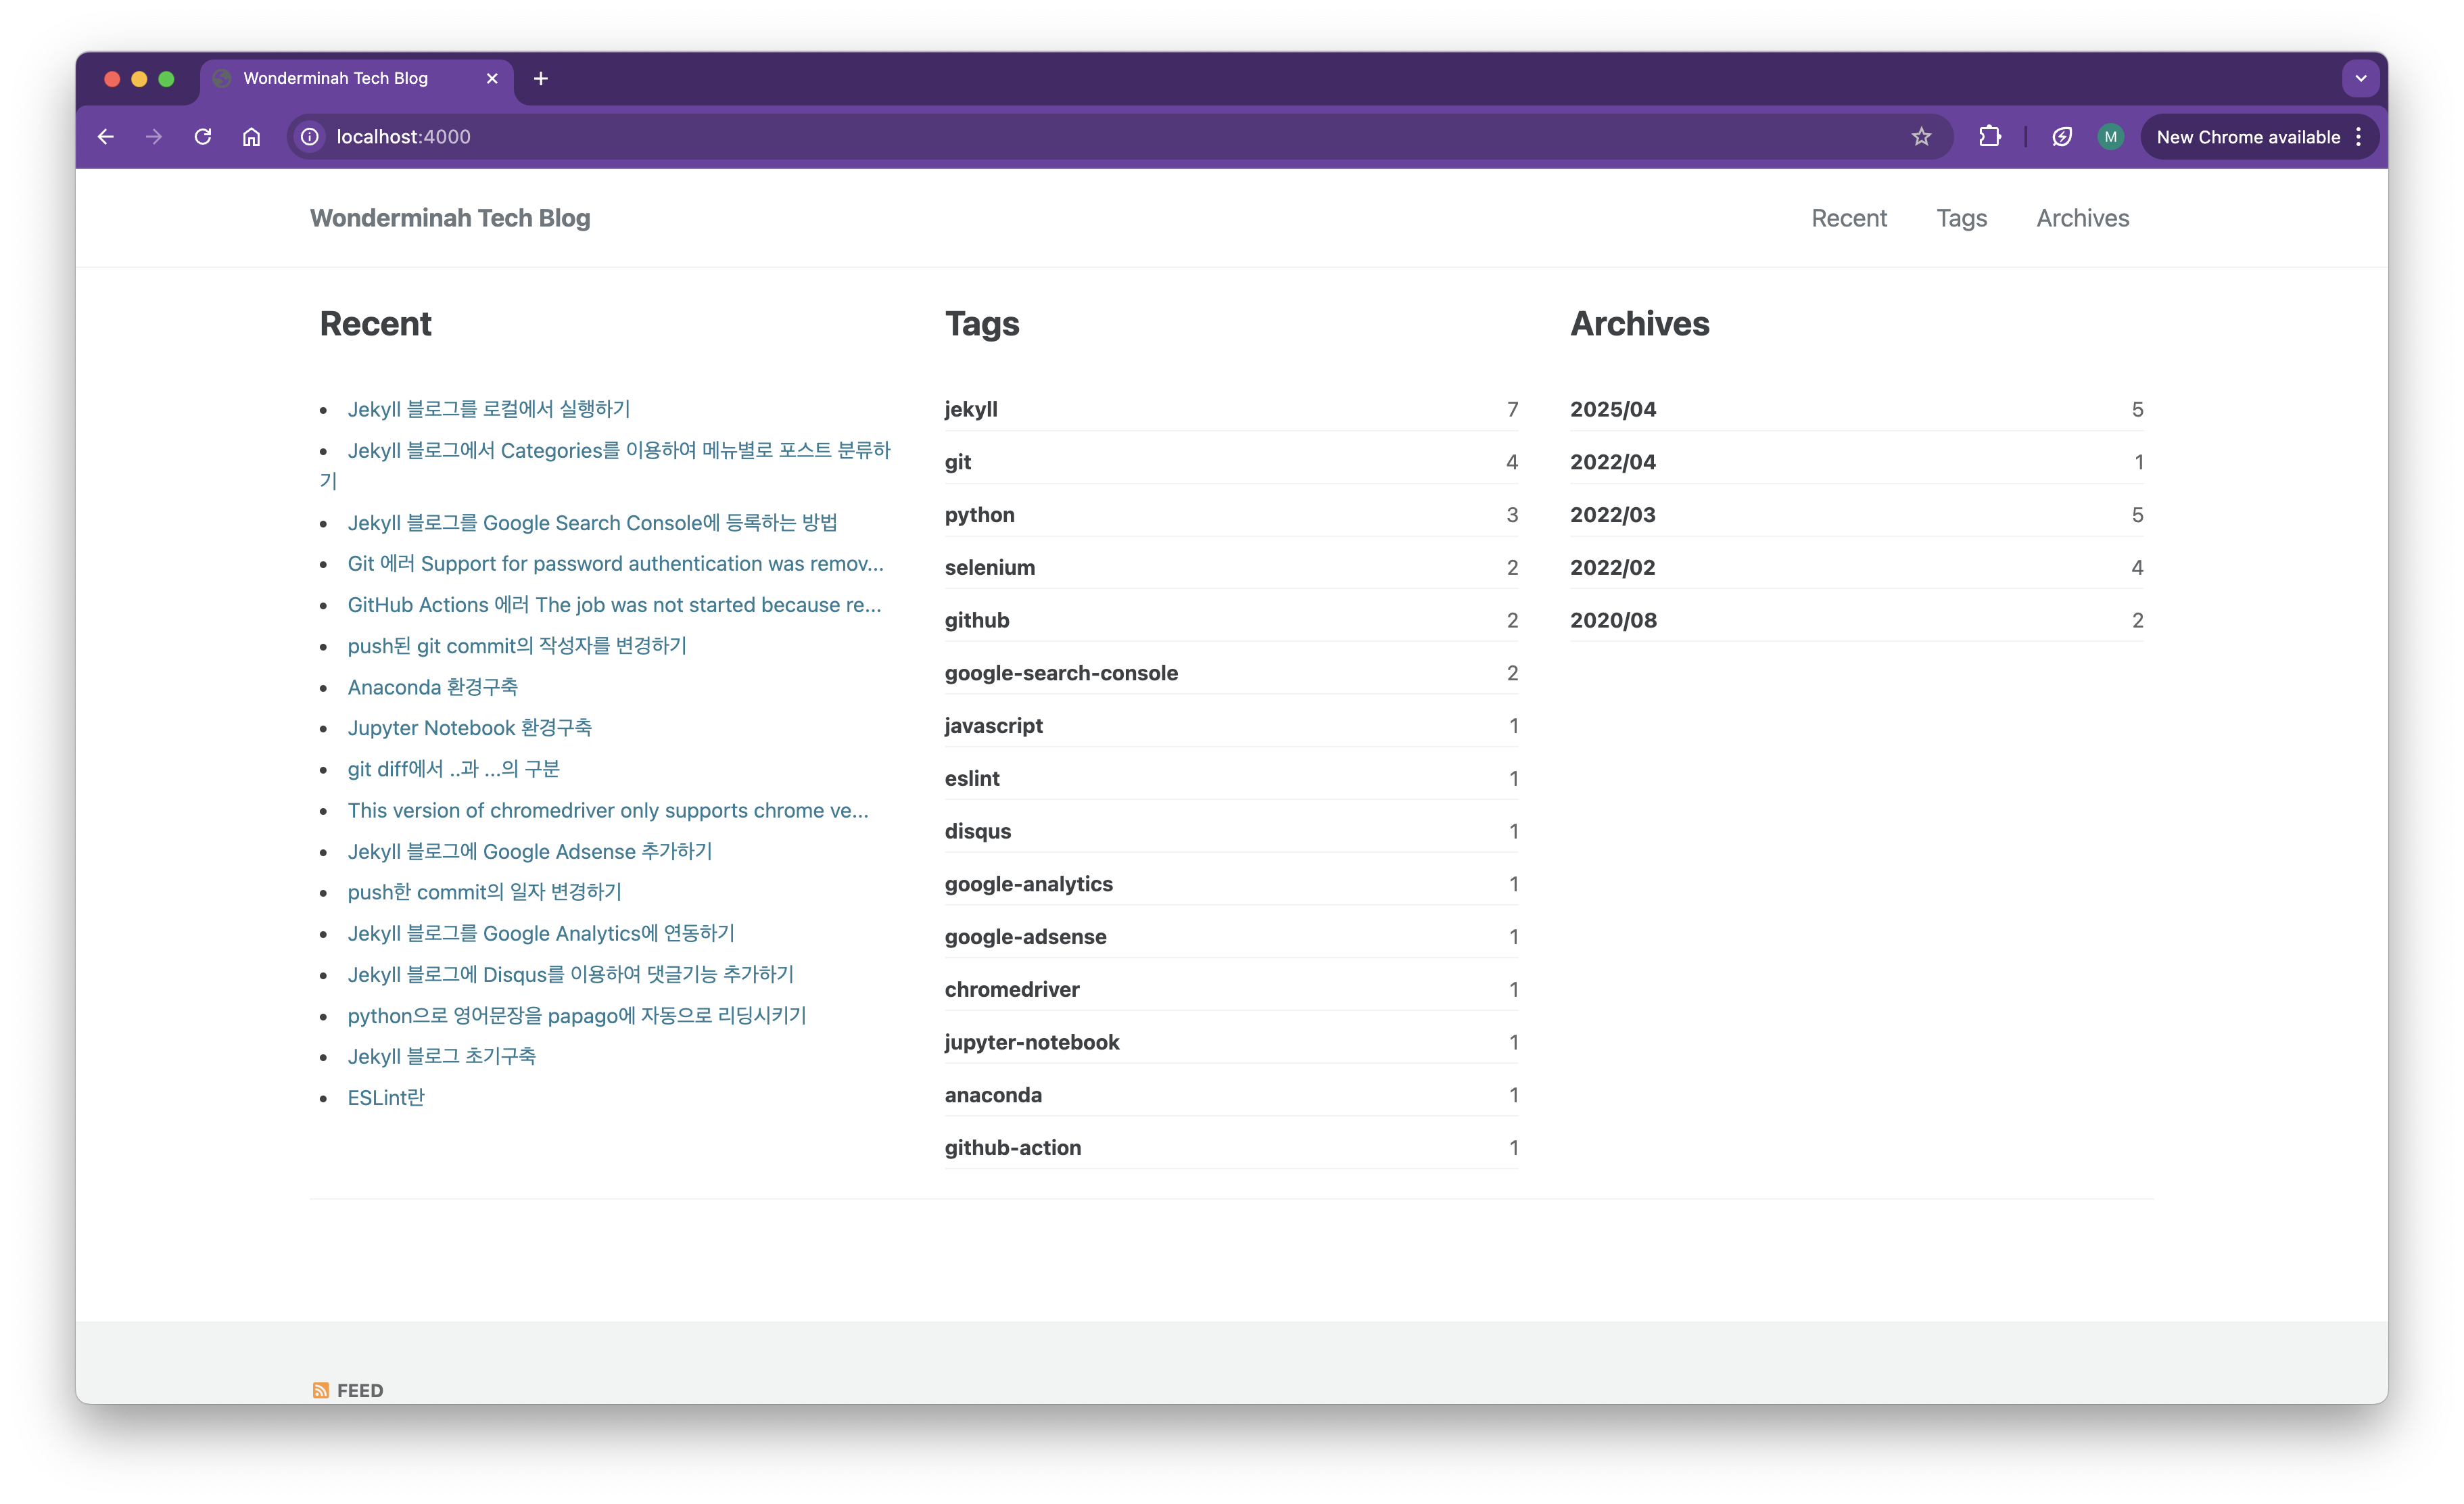 Wonderminah Tech Blog
localhost:4000
M
New Chrome available
Wonderminah Tech Blog
Recent
Tags
Archives
Recent
Jekyll 블로그를 로컬에서 실행하기
Jekyll 블로그에서 Categories를 이용하여 메뉴별로 포스트 분류하
기
Jekyll 블로그를 Google Search Console에 등록하는 방법
Git 에러 Support for password authentication was remov...
GitHub Actions 에러 The job was not started because re...
push된 git commit의 작성자를 변경하기
Anaconda 환경구축
Jupyter Notebook 환경구축
git diff에서 ..과 ...의 구분
This version of chromedriver only supports chrome ve...
Jekyll 블로그에 Google Adsense 추가하기
push한 commit의 일자 변경하기
Jekyll 블로그를 Google Analytics에 연동하기
Jekyll 블로그에 Disqus를 이용하여 댓글기능 추가하기
python으로 영어문장을 papago에 자동으로 리딩시키기
Jekyll 블로그 초기구축
ESLint란
Tags
jekyll 7
git 4
python 3
selenium 2
github 2
google-search-console 2
javascript 1
eslint 1
disqus 1
google-analytics 1
google-adsense 1
chromedriver 1
jupyter-notebook 1
anaconda 1
github-action 1
Archives
2025/04 5
2022/04 1
2022/03 5
2022/02 4
2020/08 2
FEED